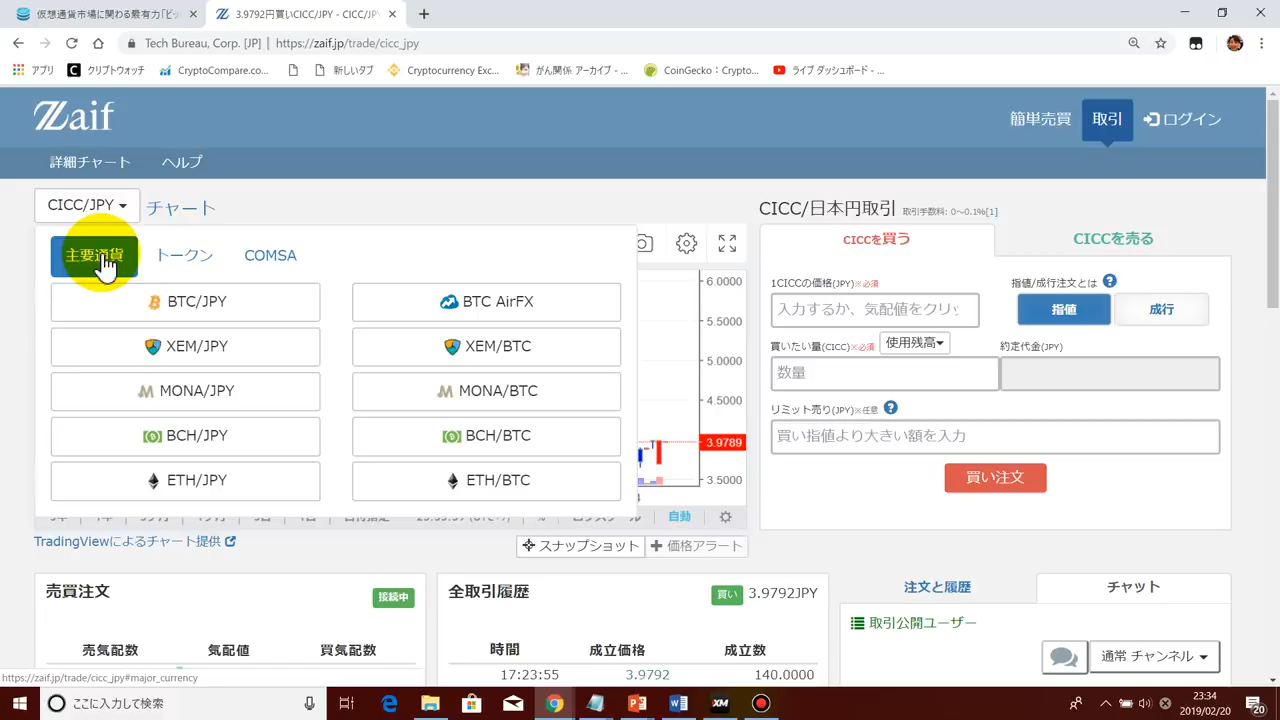 仮想通貨市場に関わる最有力「ビッ
3.9792円買いCICC/JPY - CICC/JPY
Tech Bureau, Corp. [JP] | https://zaif.jp/trade/cicc_jpy
アプリ
クリプトウォッチ
CryptoCompare.co...
新しいタブ
Cryptocurrency Exc...
がん関係 アーカイブ - ...
CoinGecko：Crypto...
ライブ ダッシュボード - ...
Zaif
簡単売買
取引
ログイン
詳細チャート
ヘルプ
CICC/JPY
チャート
CICC/日本円取引 取引手数料: 0～0.1%[1]
主要通貨
トークン
COMSA
CICCを買う
CICCを売る
BTC/JPY
BTC AirFX
XEM/JPY
XEM/BTC
MONA/JPY
MONA/BTC
BCH/JPY
BCH/BTC
ETH/JPY
ETH/BTC
6.0000
5.5000
5.0000
4.5000
3.9789
3.5000
1CICCの価格(JPY)※必須
指値/成行注文とは
入力するか、気配値をクリッ
指値
成行
買いたい量(CICC)※必須
使用残高
約定代金(JPY)
数量
リミット売り(JPY)※任意
買い指値より大きい額を入力
買い注文
自動
TradingViewによるチャート提供
スナップショット
価格アラート
売買注文
接続中
全取引履歴
買い
3.9792JPY
注文と履歴
チャット
取引公開ユーザー
売気配数
気配値
買気配数
時間
成立価格
成立数
通常 チャンネル
17:23:55
3.9792
140.0000
https://zaif.jp/trade/cicc_jpy#major_currency
ここに入力して検索
XM
23:34
2019/02/20
20